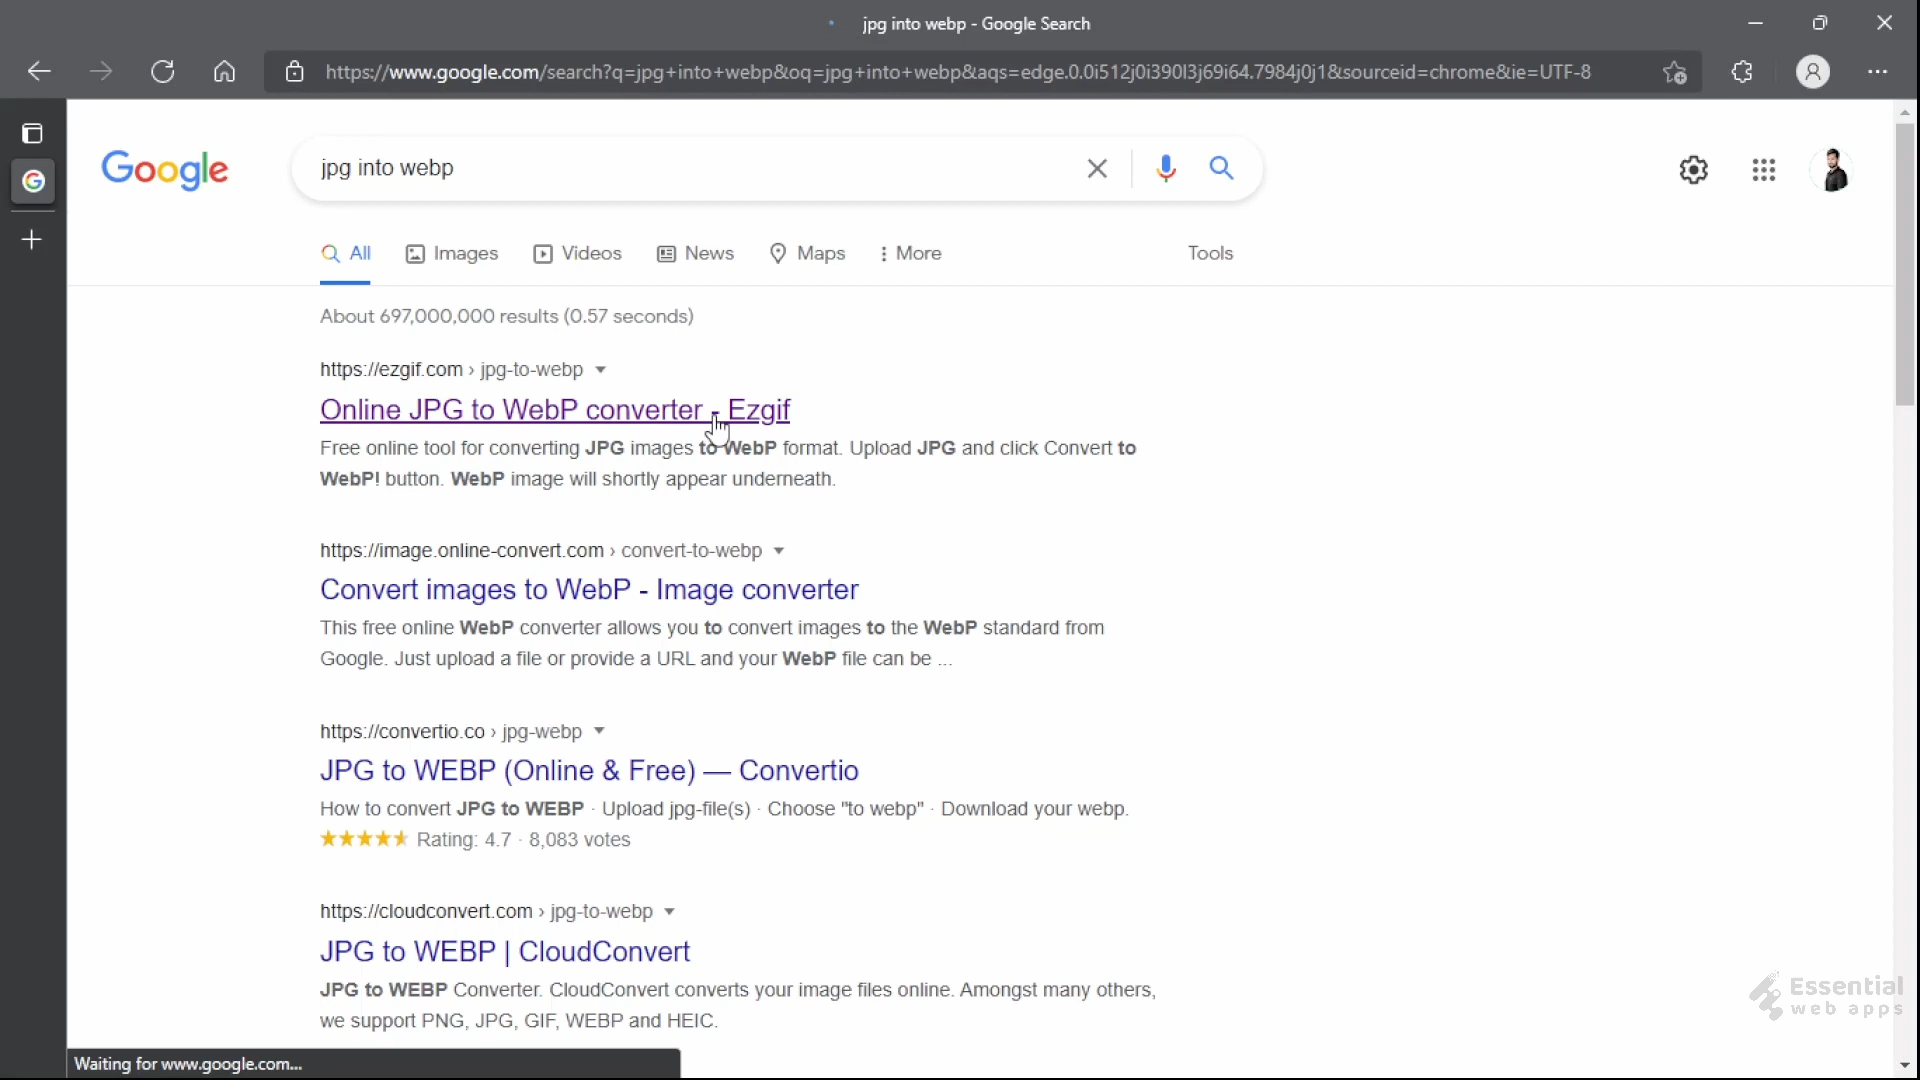 jpg into webp - Google Search
https://www.google.com/search?q=jpg+into+webp&oq=jpg+into+webp&aqs=edge.0.0i512j0i390l3j69i64.7984j0j1&sourceid=chrome&ie=UTF-8
Google
jpg into webp
All Images Videos News Maps More Tools
About 697,000,000 results (0.57 seconds)
https://ezgif.com › jpg-to-webp
Online JPG to WebP converter - Ezgif
Free online tool for converting JPG images to WebP format. Upload JPG and click Convert to
WebP! button. WebP image will shortly appear underneath.
https://image.online-convert.com › convert-to-webp
Convert images to WebP - Image converter
This free online WebP converter allows you to convert images to the WebP standard from
Google. Just upload a file or provide a URL and your WebP file can be ...
https://convertio.co › jpg-webp
JPG to WEBP (Online & Free) — Convertio
How to convert JPG to WEBP · Upload jpg-file(s) · Choose "to webp" · Download your webp.
Rating: 4.7 · 8,083 votes
https://cloudconvert.com › jpg-to-webp
JPG to WEBP | CloudConvert
JPG to WEBP Converter. CloudConvert converts your image files online. Amongst many others,
we support PNG, JPG, GIF, WEBP and HEIC.
Essential
web apps
Waiting for www.google.com...